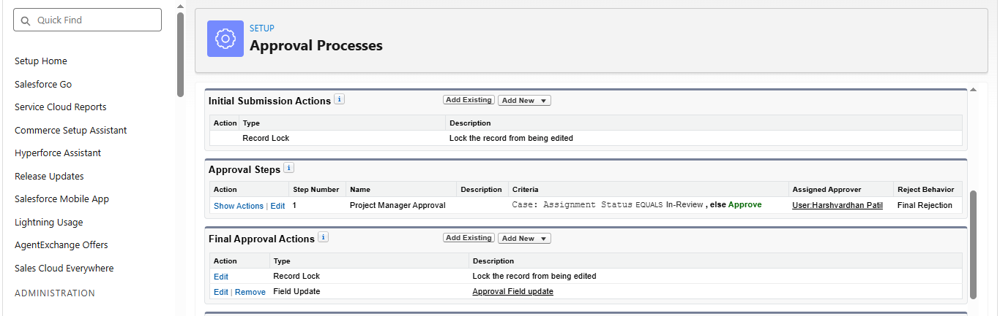 Quick Find
Setup Home
Salesforce Go
Service Cloud Reports
Commerce Setup Assistant
Hyperforce Assistant
Release Updates
Salesforce Mobile App
Lightning Usage
AgentExchange Offers
Sales Cloud Everywhere
ADMINISTRATION
SETUP
Approval Processes
Initial Submission Actions i Add Existing Add New
Action Type Description
Record Lock Lock the record from being edited
Approval Steps i
Action Step Number Name Description Criteria Assigned Approver Reject Behavior
Show Actions | Edit 1 Project Manager Approval Case: Assignment Status EQUALS In-Review , else Approve User:Harshvardhan Patil Final Rejection
Final Approval Actions i Add Existing Add New
Action Type Description
Edit Record Lock Lock the record from being edited
Edit | Remove Field Update Approval Field update